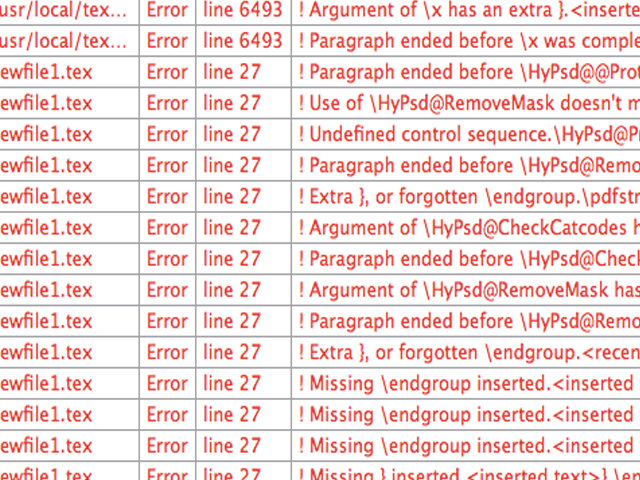 usr/local/tex... Error line 6493 ! Argument of \x has an extra }.<inserte
usr/local/tex... Error line 6493 ! Paragraph ended before \x was comple
ewfile1.tex Error line 27 ! Paragraph ended before \HyPsd@@Prot
ewfile1.tex Error line 27 ! Use of \HyPsd@RemoveMask doesn't m
ewfile1.tex Error line 27 ! Undefined control sequence.\HyPsd@Pr
ewfile1.tex Error line 27 ! Paragraph ended before \HyPsd@Remo
ewfile1.tex Error line 27 ! Extra }, or forgotten \endgroup.\pdfstr
ewfile1.tex Error line 27 ! Argument of \HyPsd@CheckCatcodes h
ewfile1.tex Error line 27 ! Paragraph ended before \HyPsd@Check
ewfile1.tex Error line 27 ! Argument of \HyPsd@RemoveMask has
ewfile1.tex Error line 27 ! Paragraph ended before \HyPsd@Remo
ewfile1.tex Error line 27 ! Extra }, or forgotten \endgroup.<recen
ewfile1.tex Error line 27 ! Missing \endgroup inserted.<inserted
ewfile1.tex Error line 27 ! Missing \endgroup inserted.<inserted
ewfile1.tex Error line 27 ! Missing \endgroup inserted.<inserted
ewfile1.tex Error line 27 ! Missing } inserted.<inserted text>} \en